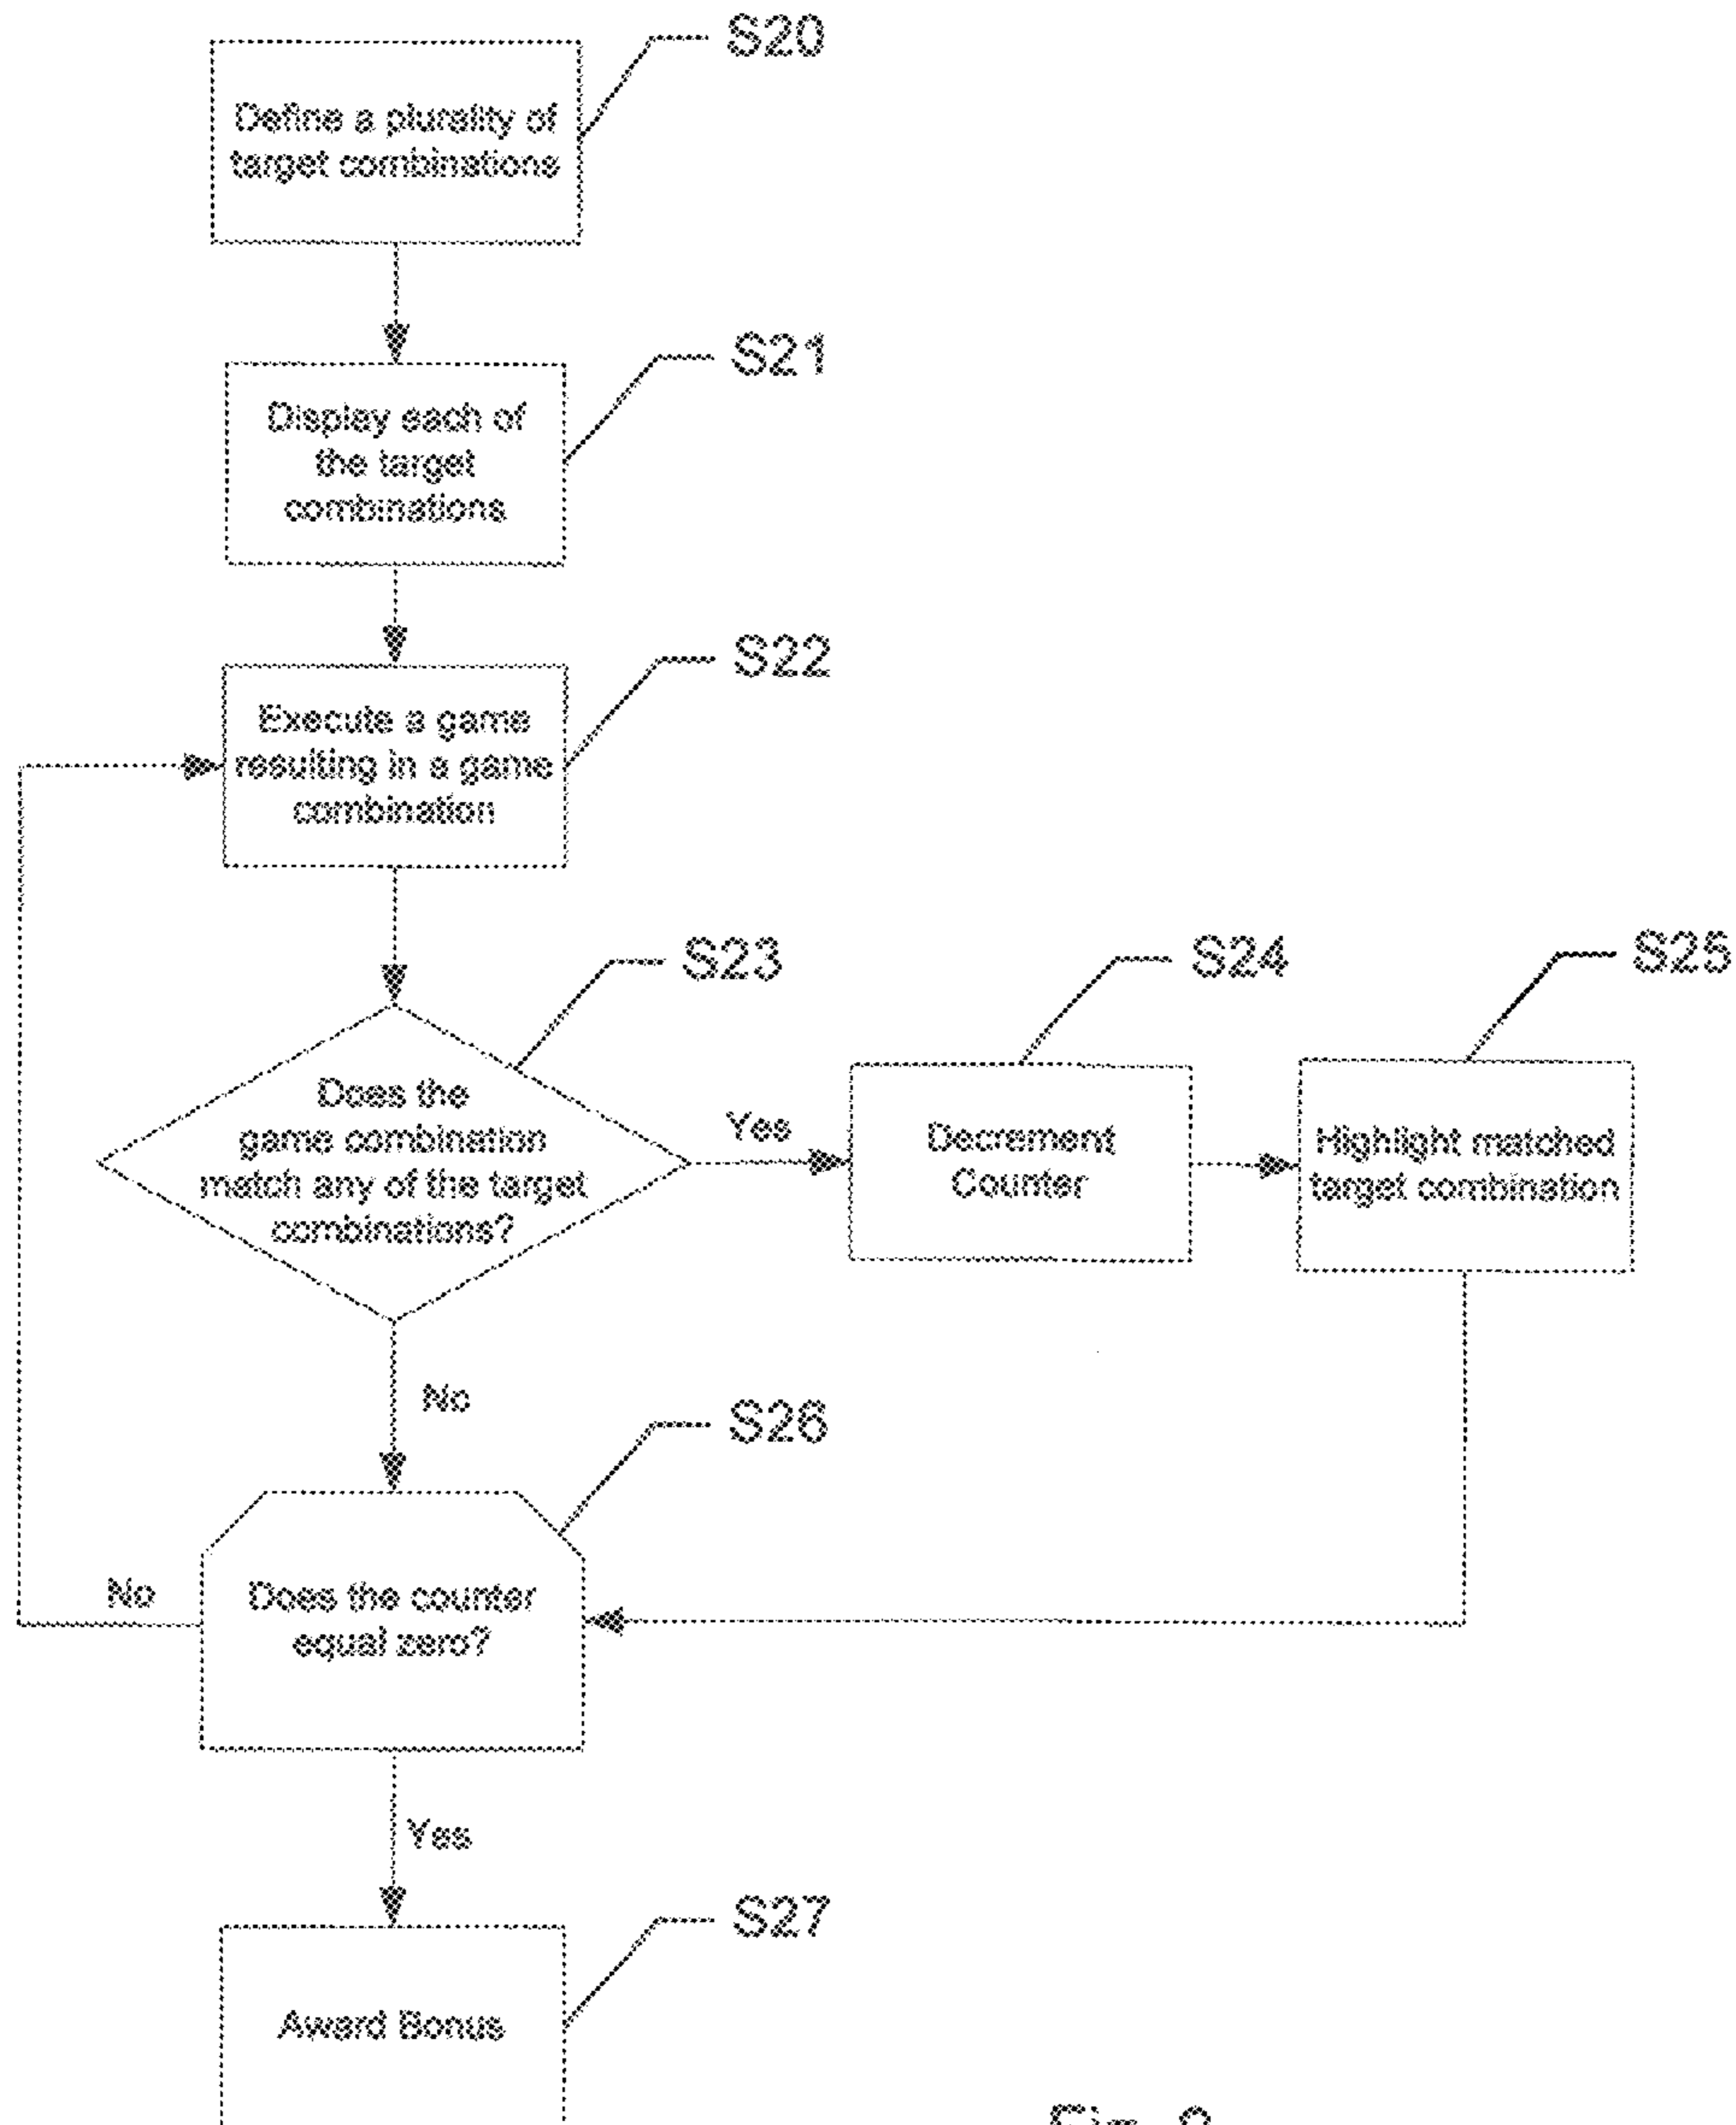 S20
Define a plurality of
target combinations
S21
Display each of
the target
combinations
S22
Execute a game
resulting in a game
combination
S23
Does the
game combination
match any of the target
combinations?
Yes
S24
Decrement
Counter
S25
Highlight matched
target combination
No
S26
Does the counter
equal zero?
No
Yes
S27
Award Bonus